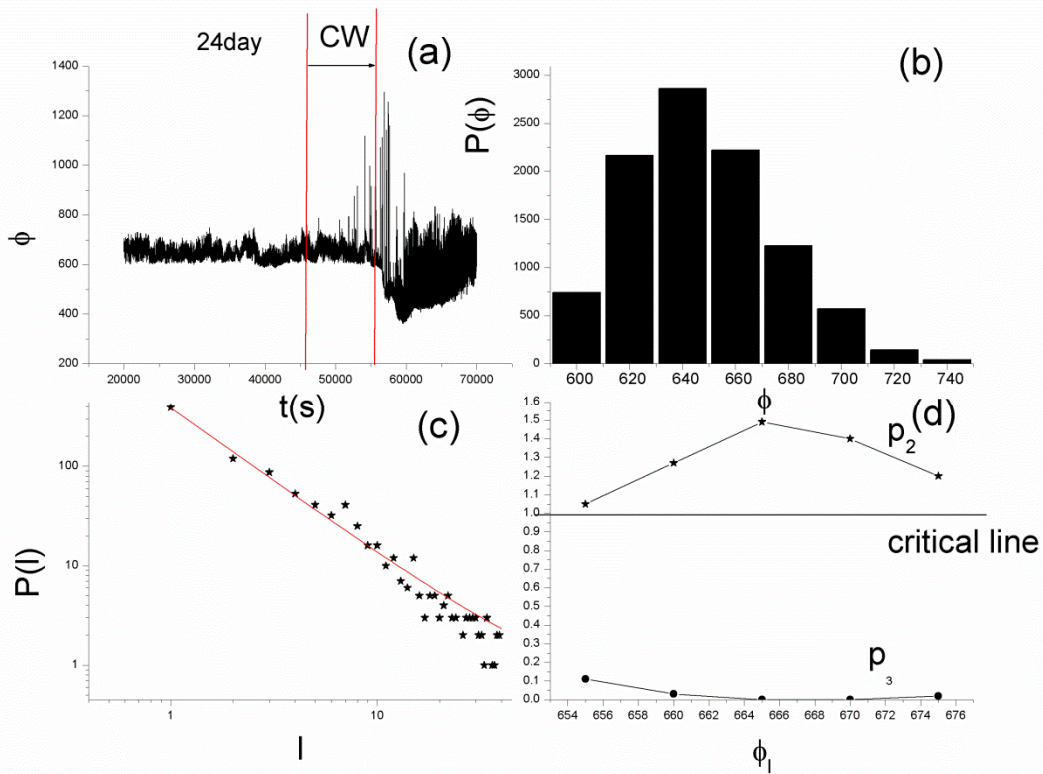 24day
CW
(a)
1400
1200
1000
800
600
400
200
ϕ
20000 30000 40000 50000 60000 70000
t(s)
(b)
3000
2500
2000
1500
1000
500
0
P(ϕ)
600 620 640 660 680 700 720 740
ϕ
(c)
100
10
1
P(l)
1 10
l
(d)
1.6
1.5
1.4
1.3
1.2
1.1
1.0
p₂
critical line
0.9
0.8
0.7
0.6
0.5
0.4
0.3
0.2
0.1
0.0
p₃
654 656 658 660 662 664 666 668 670 672 674 676
ϕₗ